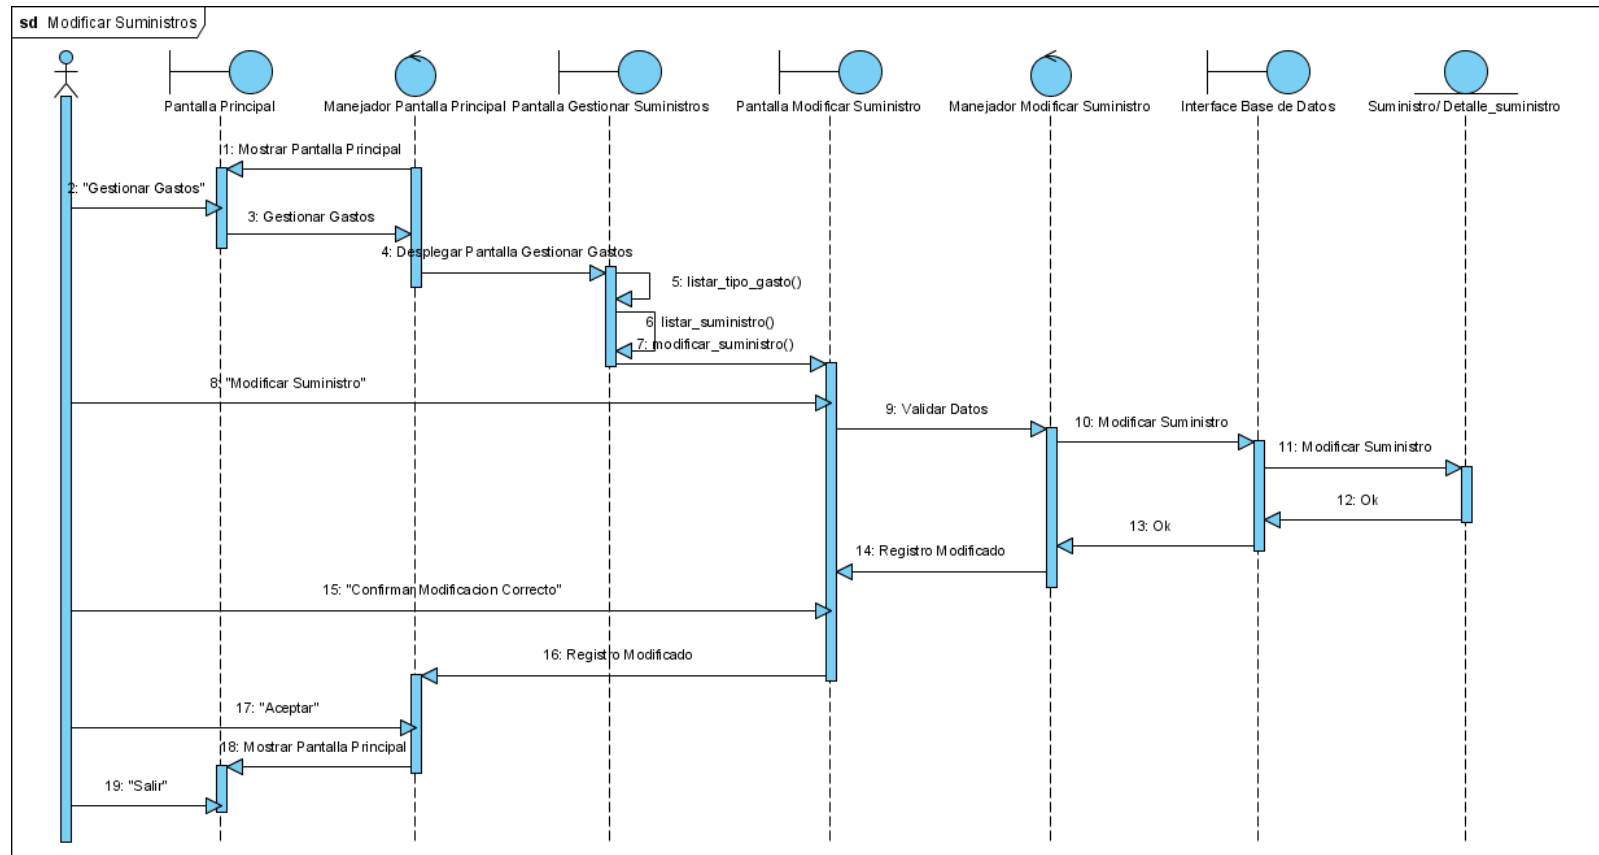 sd Modificar Suministros
Pantalla Principal
Manejador Pantalla Principal
Pantalla Gestionar Suministros
Pantalla Modificar Suministro
Manejador Modificar Suministro
Interface Base de Datos
Suministro/ Detalle_suministro
1: Mostrar Pantalla Principal
2: "Gestionar Gastos"
3: Gestionar Gastos
4: Desplegar Pantalla Gestionar Gastos
5: listar_tipo_gasto()
6: listar_suministro()
7: modificar_suministro()
8: "Modificar Suministro"
9: Validar Datos
10: Modificar Suministro
11: Modificar Suministro
12: Ok
13: Ok
14: Registro Modificado
15: "Confirmar Modificacion Correcto"
16: Registro Modificado
17: "Aceptar"
18: Mostrar Pantalla Principal
19: "Salir"